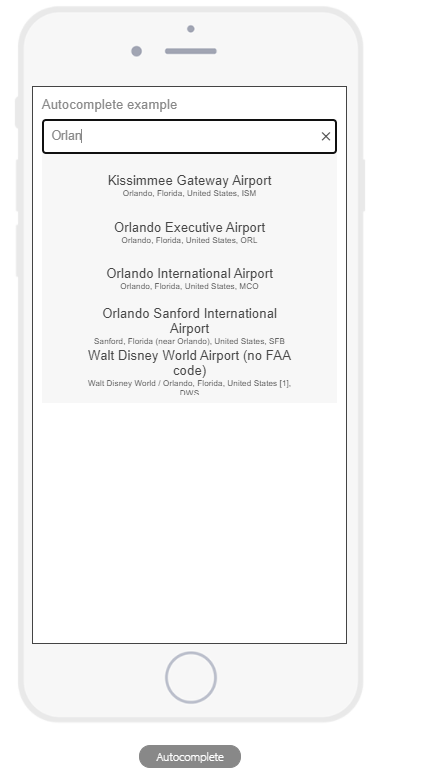 Autocomplete example
Orlan
Kissimmee Gateway Airport
Orlando, Florida, United States, ISM
Orlando Executive Airport
Orlando, Florida, United States, ORL
Orlando International Airport
Orlando, Florida, United States, MCO
Orlando Sanford International
Airport
Sanford, Florida (near Orlando), United States, SFB
Walt Disney World Airport (no FAA
code)
Walt Disney World / Orlando, Florida, United States [1],
DWS
Autocomplete